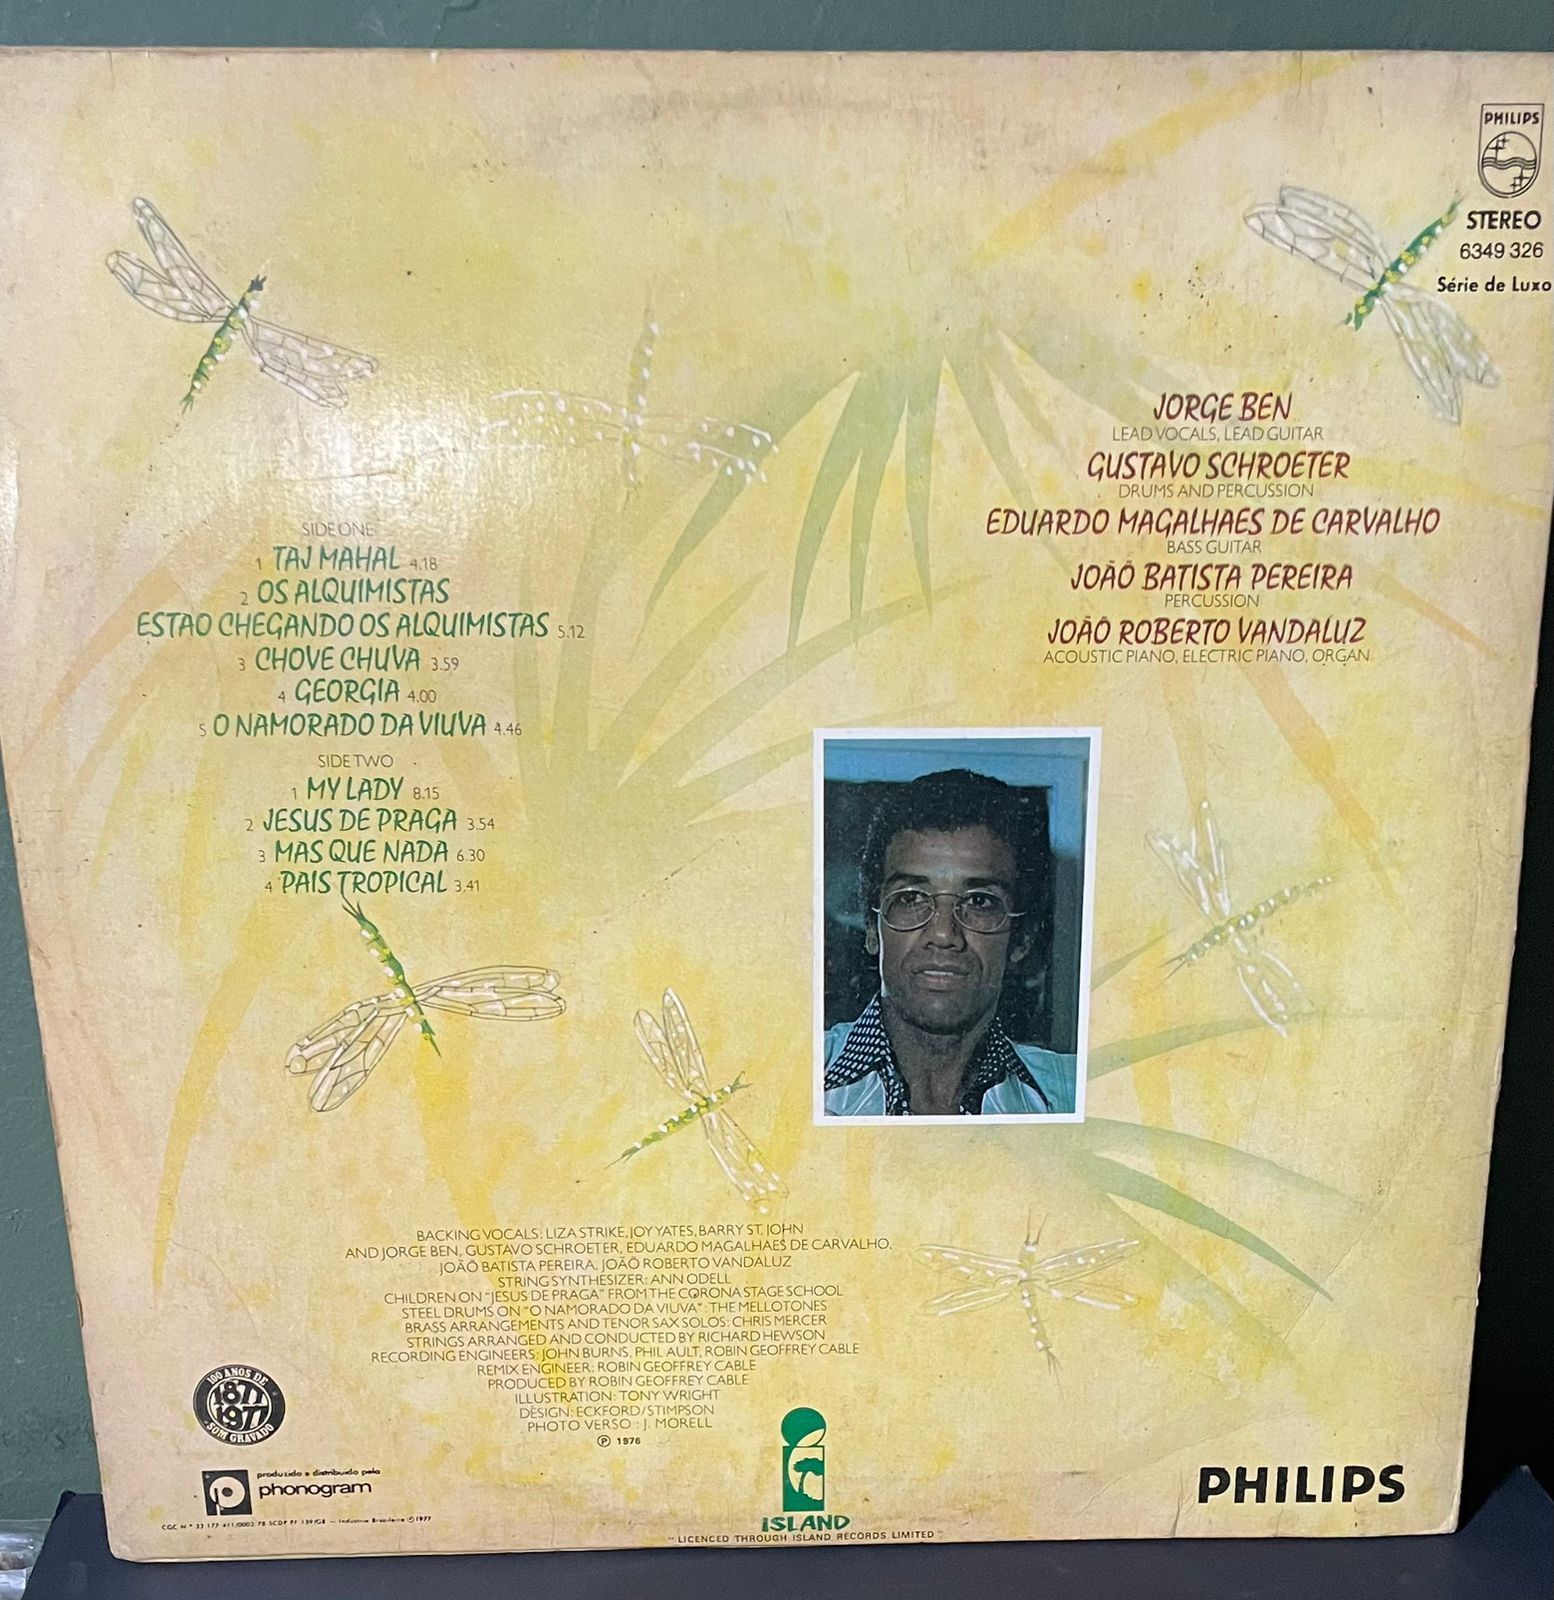 PHILIPS
STEREO
6349 326
Série de Luxo
JORGE BEN
LEAD VOCALS, LEAD GUITAR
GUSTAVO SCHROETER
DRUMS AND PERCUSSION
EDUARDO MAGALHAES DE CARVALHO
BASS GUITAR
JOÃO BATISTA PEREIRA
PERCUSSION
JOÃO ROBERTO VANDALUZ
ACOUSTIC PIANO, ELECTRIC PIANO, ORGAN
SIDE ONE
1 TAJ MAHAL 4.18
2 OS ALQUIMISTAS
ESTAO CHEGANDO OS ALQUIMISTAS 5.12
3 CHOVE CHUVA 3.59
4 GEORGIA 4.00
5 O NAMORADO DA VIUVA 4.46
SIDE TWO
1 MY LADY 8.15
2 JESUS DE PRAGA 3.54
3 MAS QUE NADA 6.30
4 PAIS TROPICAL 3.41
BACKING VOCALS: LIZA STRIKE, JOY YATES, BARRY ST. JOHN
AND JORGE BEN, GUSTAVO SCHROETER, EDUARDO MAGALHAES DE CARVALHO,
JOÃO BATISTA PEREIRA, JOÃO ROBERTO VANDALUZ
STRING SYNTHESIZER: ANN ODELL
CHILDREN ON "JESUS DE PRAGA" FROM THE CORONA STAGE SCHOOL
STEEL DRUMS ON "O NAMORADO DA VIUVA": THE MELLOTONES
BRASS ARRANGEMENTS AND TENOR SAX SOLOS: CHRIS MERCER
STRINGS ARRANGED AND CONDUCTED BY RICHARD HEWSON
RECORDING ENGINEERS: JOHN BURNS, PHIL AULT, ROBIN GEOFFREY CABLE
REMIX ENGINEER: ROBIN GEOFFREY CABLE
PRODUCED BY ROBIN GEOFFREY CABLE
ILLUSTRATION: TONY WRIGHT
DESIGN: ECKFORD/STIMPSON
PHOTO VERSO : J. MORELL
℗ 1976
100 ANOS DE
1877
1977
SOM GRAVADO
produzido e distribuido pela
phonogram
Industria Brasileira ℗ 1977
ISLAND
"LICENCED THROUGH ISLAND RECORDS LIMITED"
PHILIPS